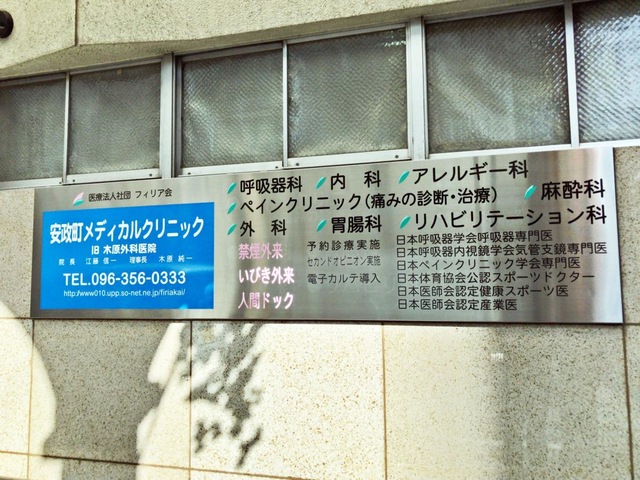 医療法人社団 フィリア会
安政町メディカルクリニック
旧 木原外科医院
院長 江藤 信一 理事長 木原 純一
TEL.096-356-0333
http://www010.upp.so-net.ne.jp/firiakai/
呼吸器科 内科 アレルギー科
ペインクリニック(痛みの診断・治療) 麻酔科
外科 胃腸科 リハビリテーション科
禁煙外来
いびき外来
人間ドック
予約診療実施
セカンドオピニオン実施
電子カルテ導入
日本呼吸器学会呼吸器専門医
日本呼吸器内視鏡学会気管支鏡専門医
日本ペインクリニック学会専門医
日本体育協会公認スポーツドクター
日本医師会認定健康スポーツ医
日本医師会認定産業医